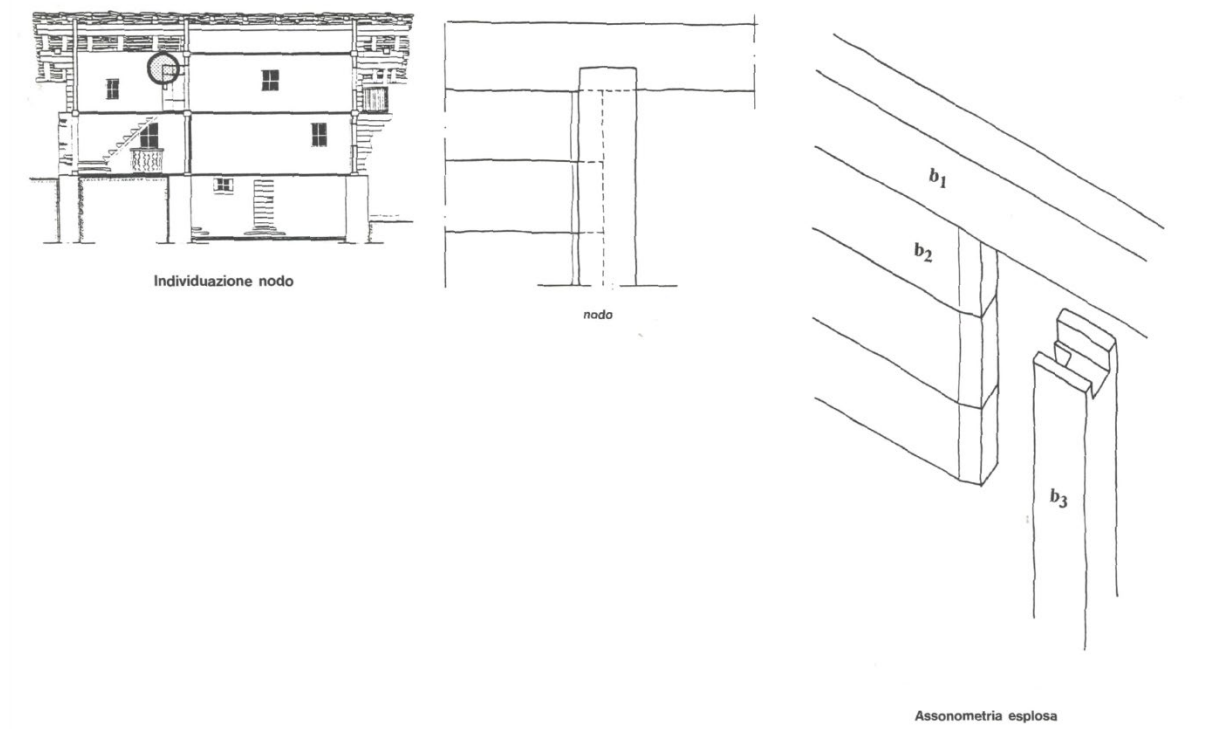 Individuazione nodo
nodo
b1
b2
b3
Assonometria esplosa